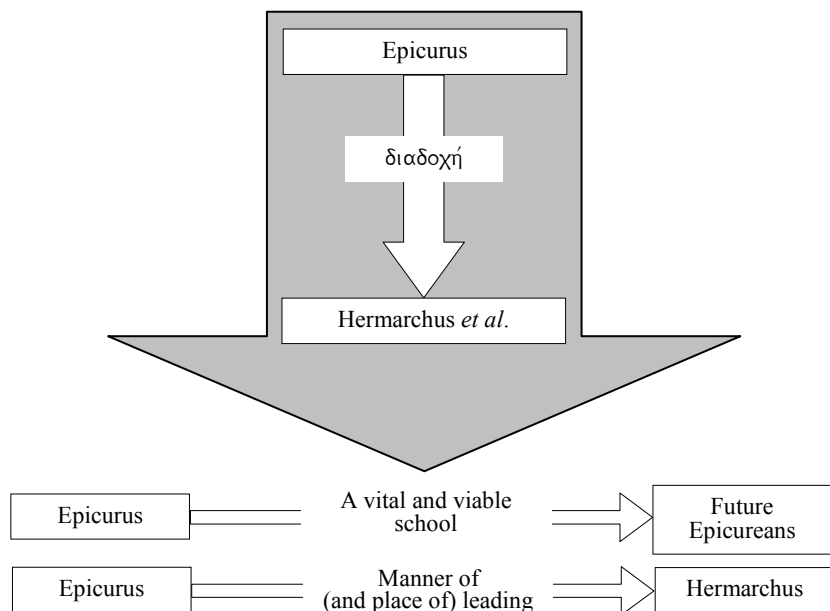 Epicurus
διαδοχή
Hermarchus et al.
Epicurus
A vital and viable
school
Future
Epicureans
Epicurus
Manner of
(and place of) leading
Hermarchus